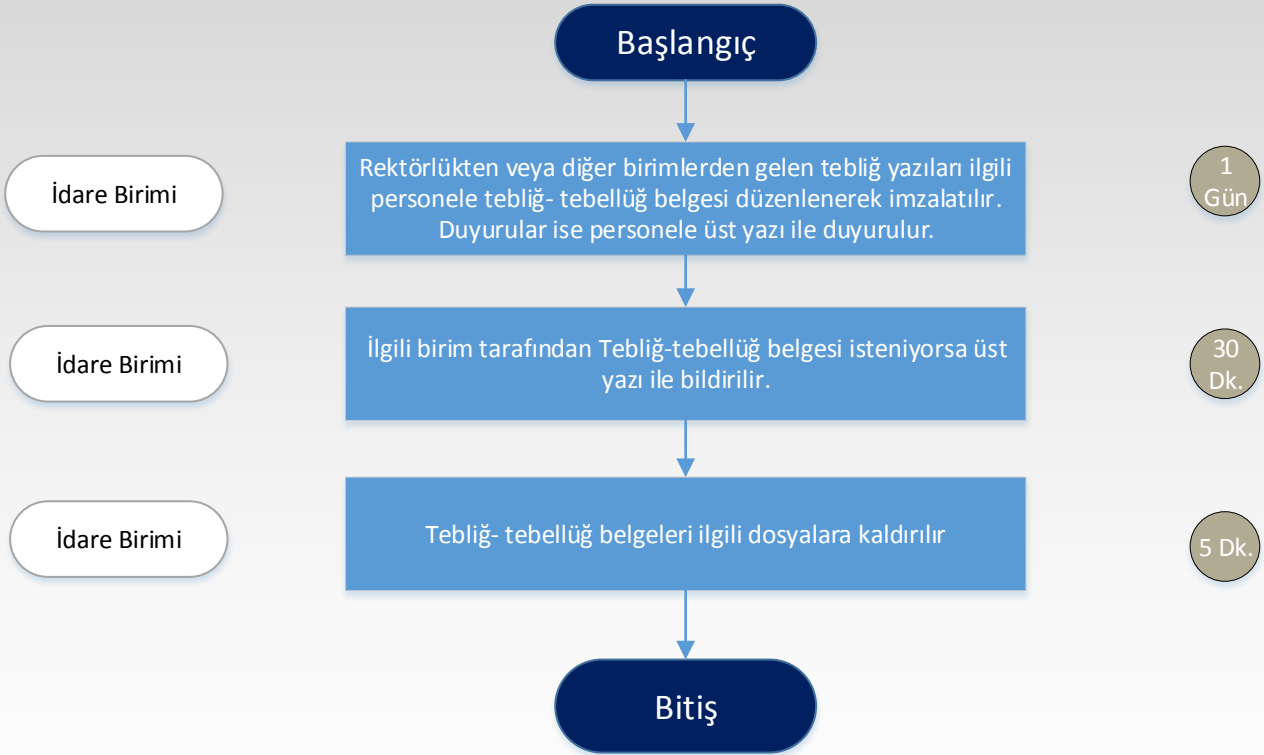 Başlangıç
İdare Birimi
Rektörlükten veya diğer birimlerden gelen tebliğ yazıları ilgili
personele tebliğ- tebellüğ belgesi düzenlenerek imzalatılır.
Duyurular ise personele üst yazı ile duyurulur.
1
Gün
İdare Birimi
İlgili birim tarafından Tebliğ-tebellüğ belgesi isteniyorsa üst
yazı ile bildirilir.
30
Dk.
İdare Birimi
Tebliğ- tebellüğ belgeleri ilgili dosyalara kaldırılır
5 Dk.
Bitiş